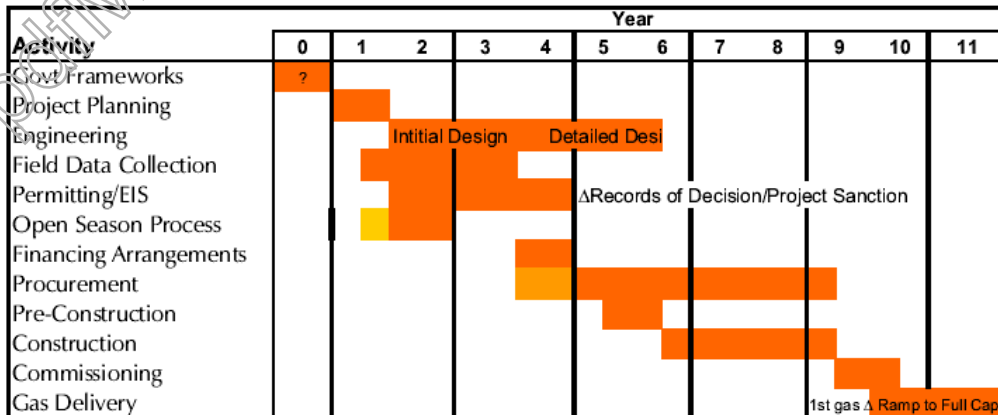 Year
Activity 0 1 2 3 4 5 6 7 8 9 10 11
Govt Frameworks ?
Project Planning
Engineering Intitial Design Detailed Desi
Field Data Collection
Permitting/EIS ΔRecords of Decision/Project Sanction
Open Season Process
Financing Arrangements
Procurement
Pre-Construction
Construction
Commissioning
Gas Delivery 1st gas Δ Ramp to Full Cap